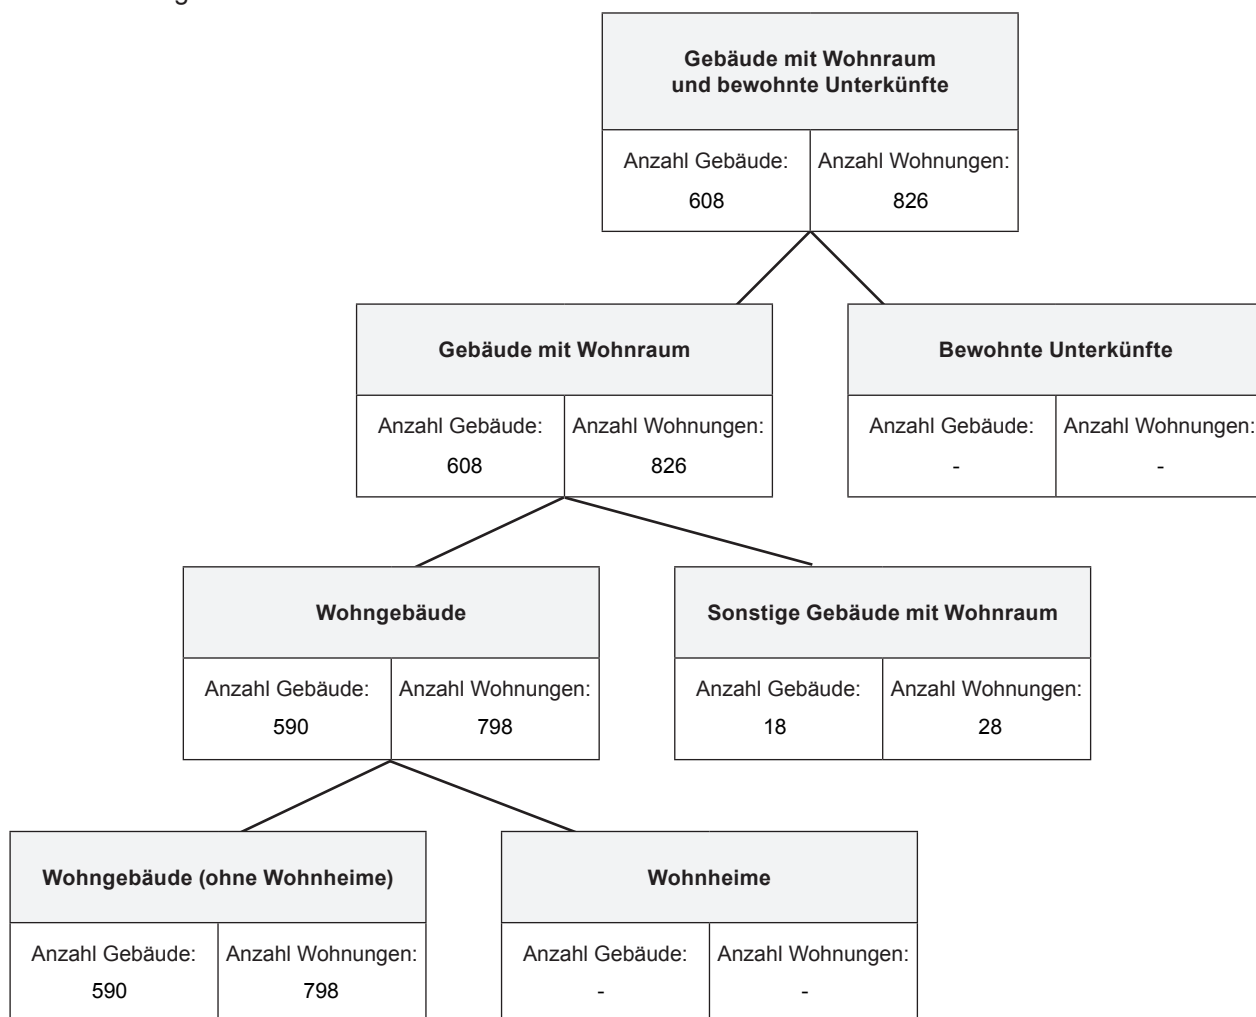 Gebäude mit Wohnraum
und bewohnte Unterkünfte
Anzahl Gebäude: Anzahl Wohnungen:
608 826
Gebäude mit Wohnraum
Anzahl Gebäude: Anzahl Wohnungen:
608 826
Bewohnte Unterkünfte
Anzahl Gebäude: Anzahl Wohnungen:
- -
Wohngebäude
Anzahl Gebäude: Anzahl Wohnungen:
590 798
Sonstige Gebäude mit Wohnraum
Anzahl Gebäude: Anzahl Wohnungen:
18 28
Wohngebäude (ohne Wohnheime)
Anzahl Gebäude: Anzahl Wohnungen:
590 798
Wohnheime
Anzahl Gebäude: Anzahl Wohnungen:
- -